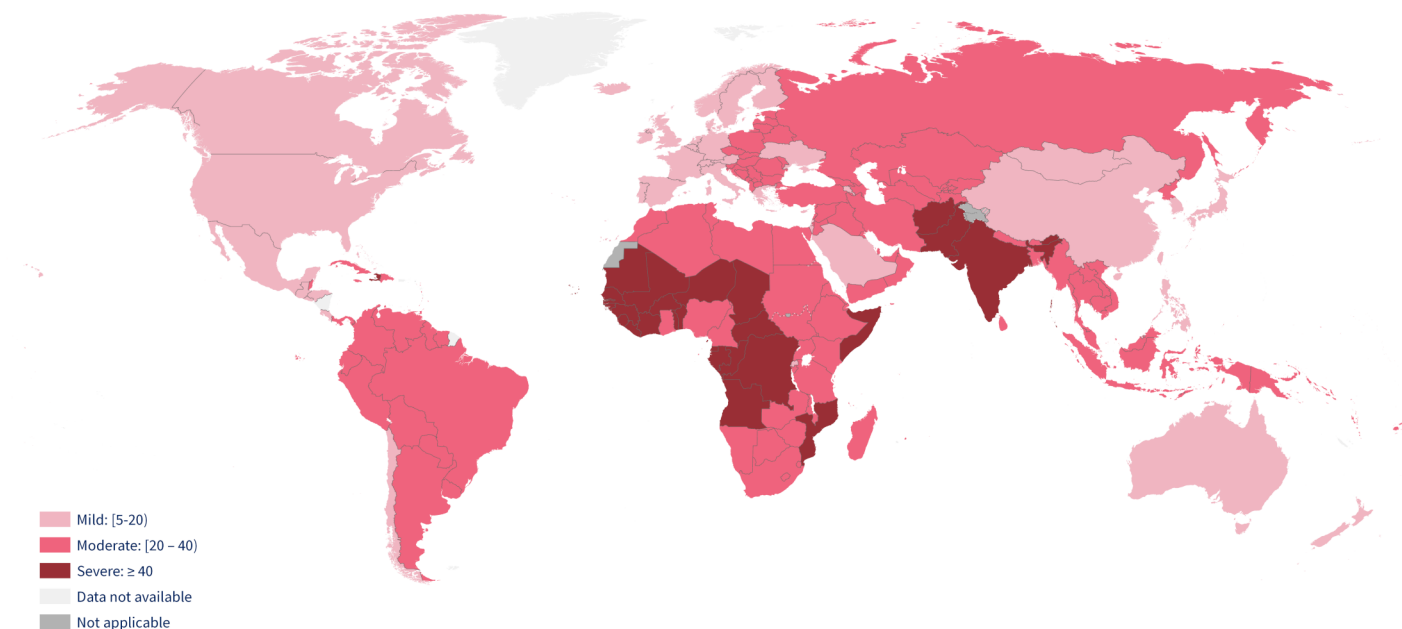 Mild: [5-20)
Moderate: [20 – 40)
Severe: ≥ 40
Data not available
Not applicable